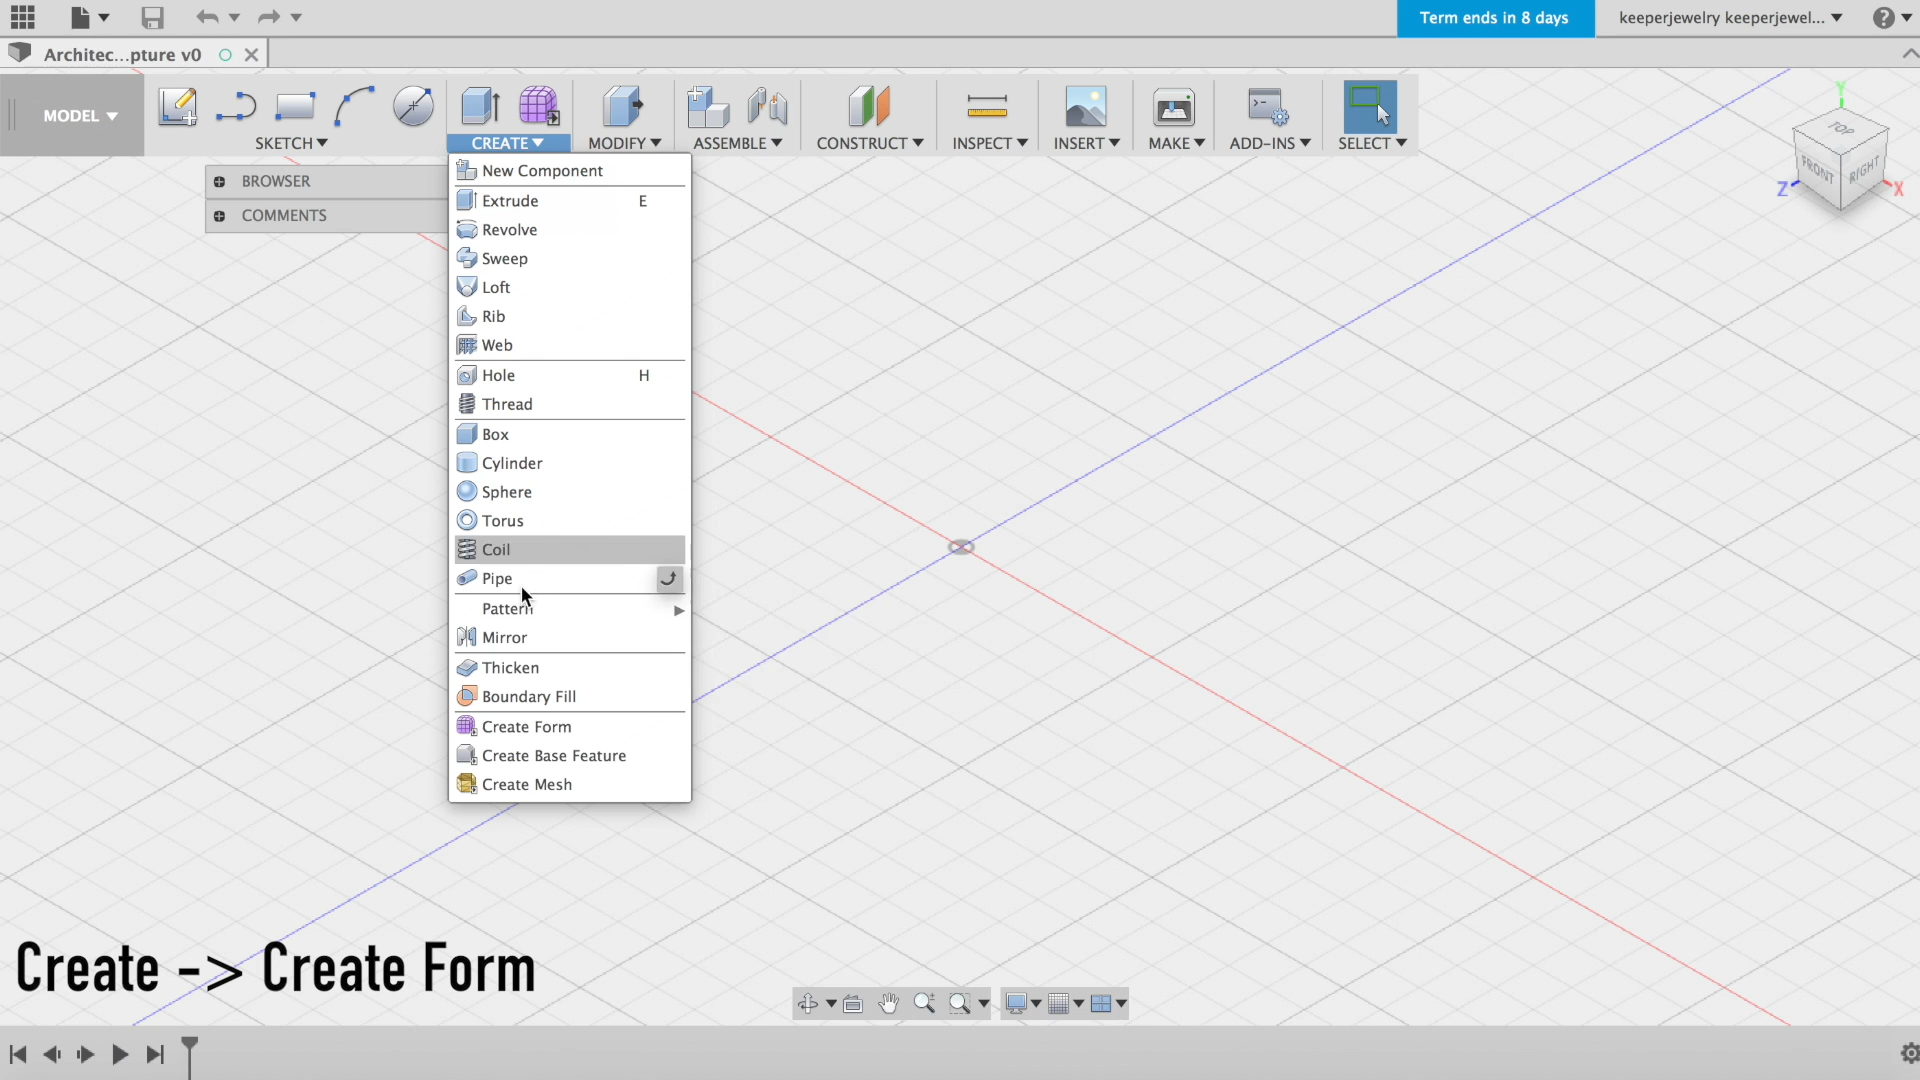 Term ends in 8 days
keeperjewelry keeperjewel...
?
Architec...pture v0
MODEL
SKETCH
CREATE
MODIFY
ASSEMBLE
CONSTRUCT
INSPECT
INSERT
MAKE
ADD-INS
SELECT
BROWSER
COMMENTS
New Component
Extrude E
Revolve
Sweep
Loft
Rib
Web
Hole H
Thread
Box
Cylinder
Sphere
Torus
Coil
Pipe
Pattern
Mirror
Thicken
Boundary Fill
Create Form
Create Base Feature
Create Mesh
Y
TOP
FRONT
RIGHT
Z
X
Create -> Create Form